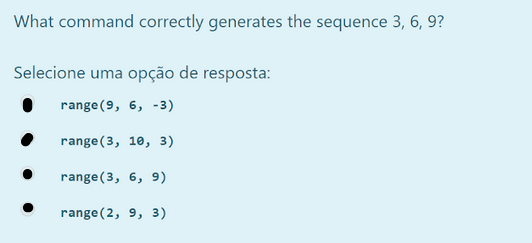 What command correctly generates the sequence 3, 6, 9?
Selecione uma opção de resposta:
range(9, 6, -3)
range(3, 10, 3)
range(3, 6, 9)
range(2, 9, 3)